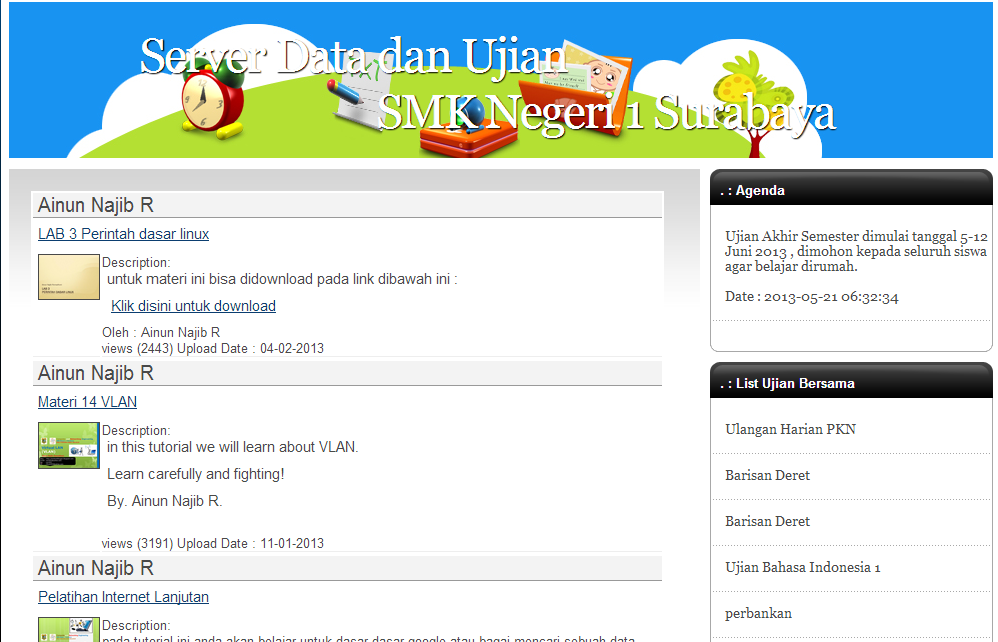 Server Data dan Ujian
SMK Negeri 1 Surabaya
Ainun Najib R
LAB 3 Perintah dasar linux
Description:
untuk materi ini bisa didownload pada link dibawah ini :
Klik disini untuk download
Oleh : Ainun Najib R
views (2443) Upload Date : 04-02-2013
Ainun Najib R
Materi 14 VLAN
Description:
in this tutorial we will learn about VLAN.
Learn carefully and fighting!
By. Ainun Najib R.
views (3191) Upload Date : 11-01-2013
Ainun Najib R
Pelatihan Internet Lanjutan
Description:
pada tutorial ini anda akan belajar untuk dasar dasar google atau bagai mencari sebuah data
. : Agenda
Ujian Akhir Semester dimulai tanggal 5-12
Juni 2013 , dimohon kepada seluruh siswa
agar belajar dirumah.
Date : 2013-05-21 06:32:34
. : List Ujian Bersama
Ulangan Harian PKN
Barisan Deret
Barisan Deret
Ujian Bahasa Indonesia 1
perbankan